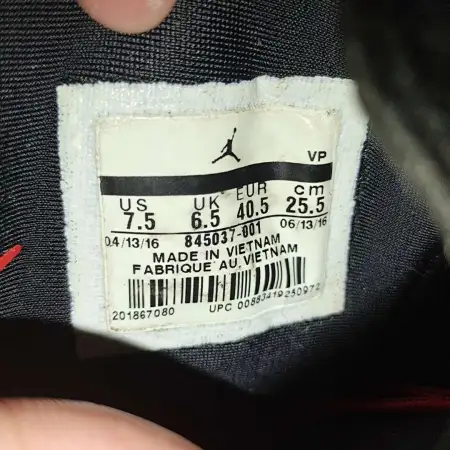 VP
US UK EUR cm
7.5 6.5 40.5 25.5
04/13/16 845037-001 06/13/16
MADE IN VIETNAM
FABRIQUE AU VIETNAM
201867080 UPC 00883419250972